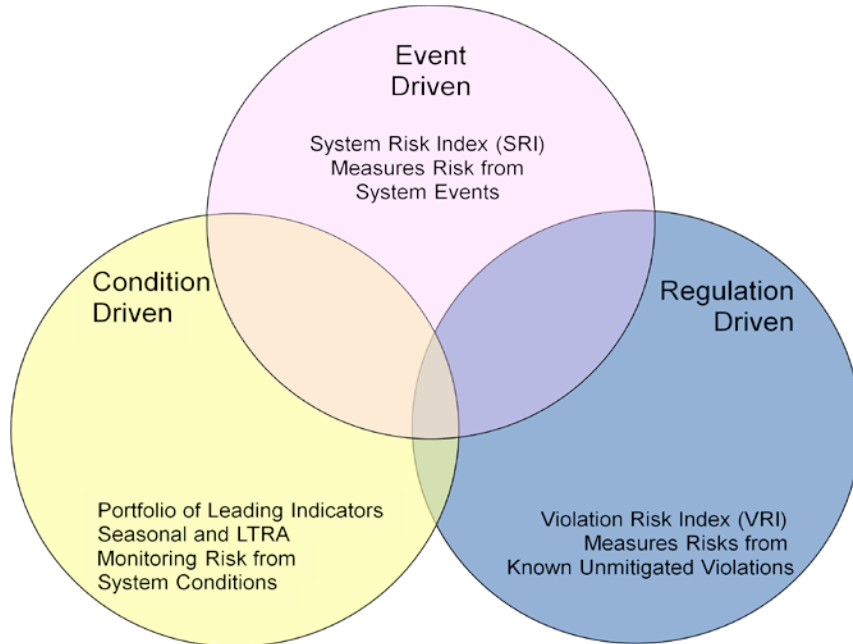 Event
Driven
System Risk Index (SRI)
Measures Risk from
System Events
Condition
Driven
Regulation
Driven
Portfolio of Leading Indicators
Seasonal and LTRA
Monitoring Risk from
System Conditions
Violation Risk Index (VRI)
Measures Risks from
Known Unmitigated Violations